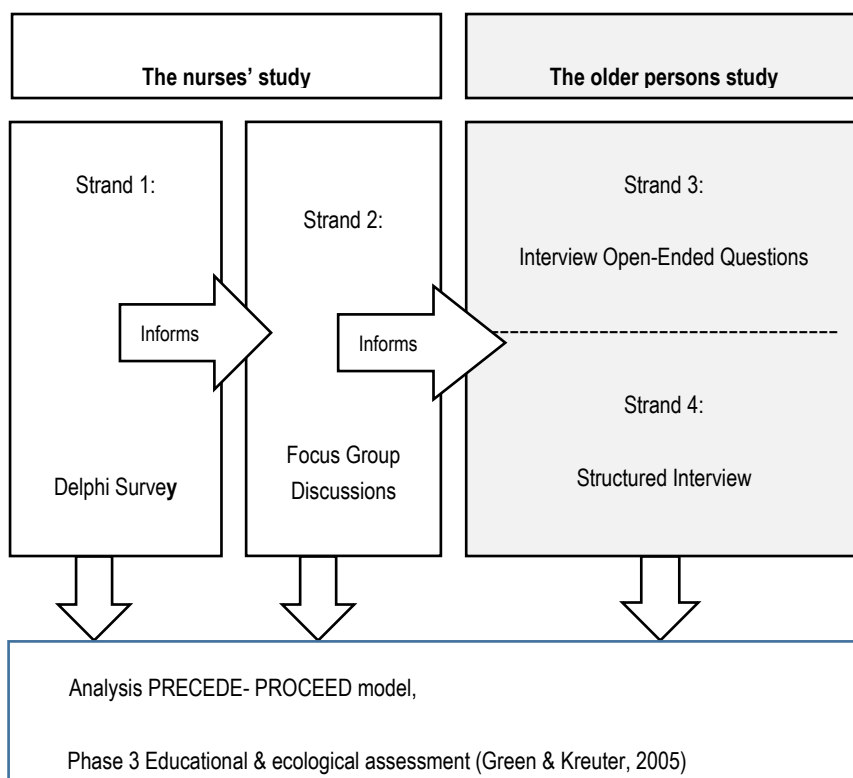 The nurses’ study
The older persons study
Strand 1:
Informs
Delphi Survey
Strand 2:
Informs
Focus Group
Discussions
Strand 3:
Interview Open-Ended Questions
Strand 4:
Structured Interview
Analysis PRECEDE- PROCEED model,
Phase 3 Educational & ecological assessment (Green & Kreuter, 2005)